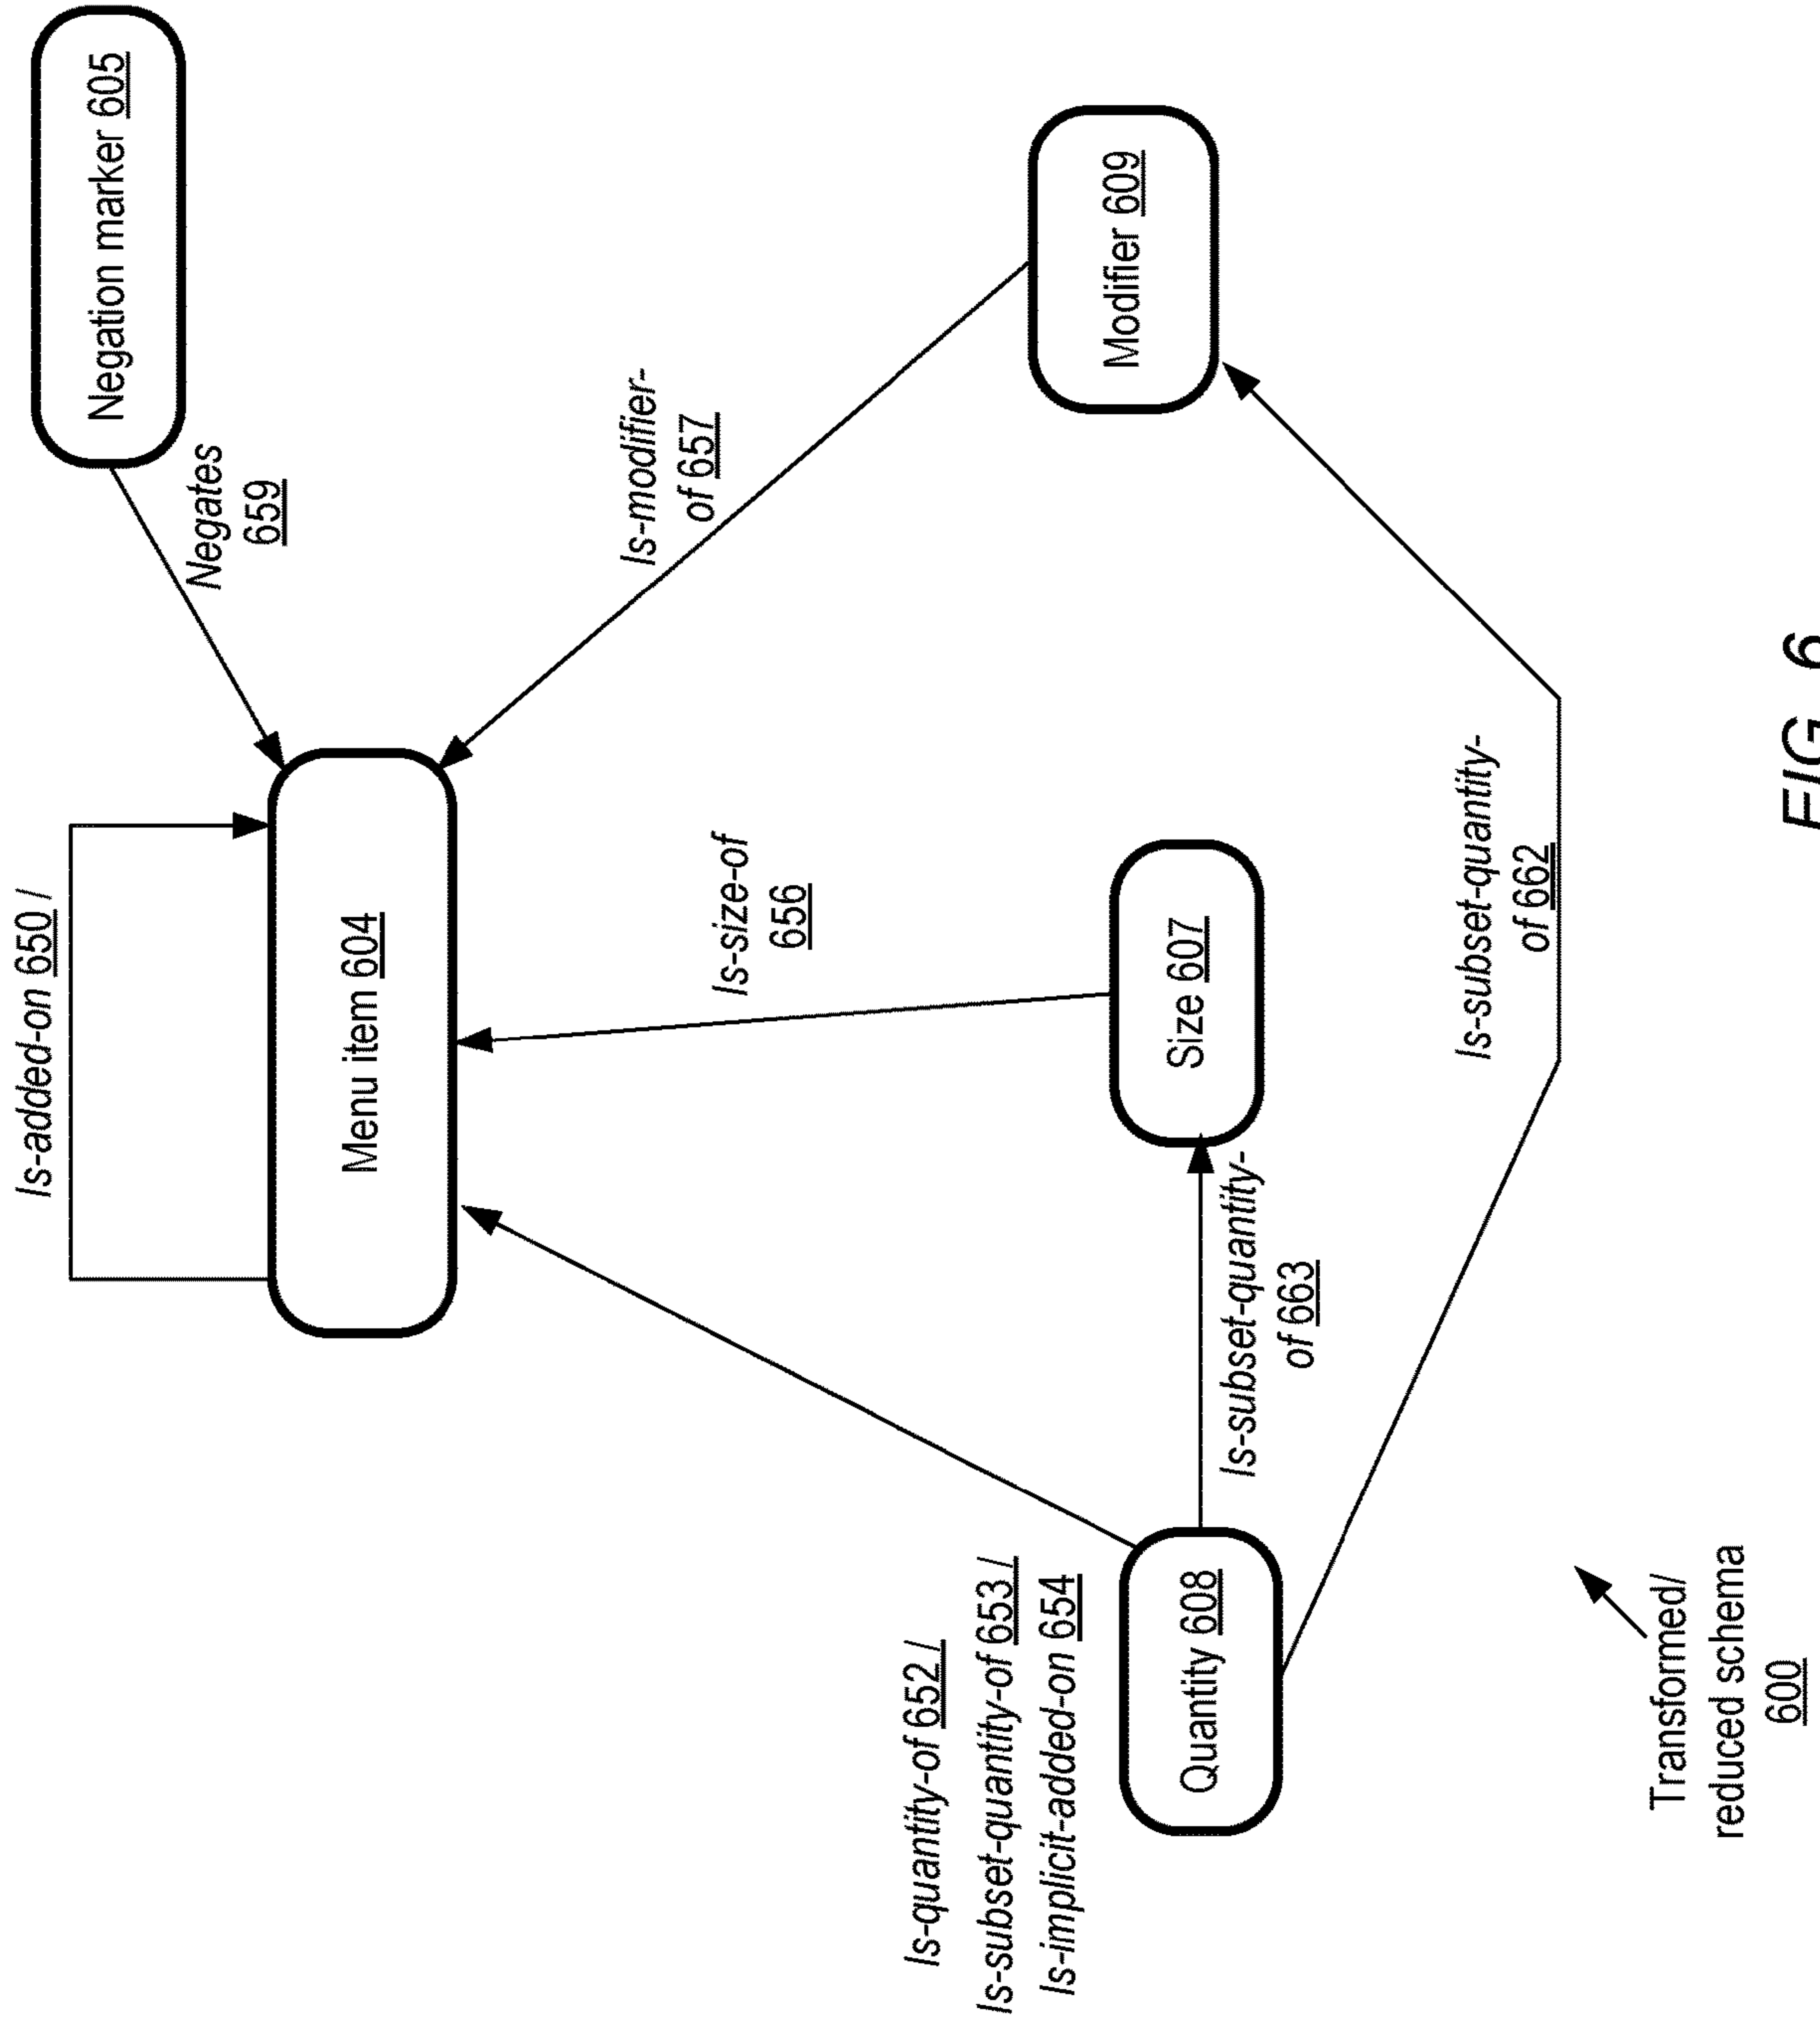 Is-added-on 650 /
Negation marker 605
Negates
659
Menu item 604
Is-modifier-
of 657
Is-size-of
656
Is-quantity-of 652 /
Is-subset-quantity-of 653 /
Is-implicit-added-on 654
Modifier 609
Size 607
Quantity 608
Is-subset-quantity-
of 663
Is-subset-quantity-
of 662
Transformed/
reduced schema
600
FIG. 6